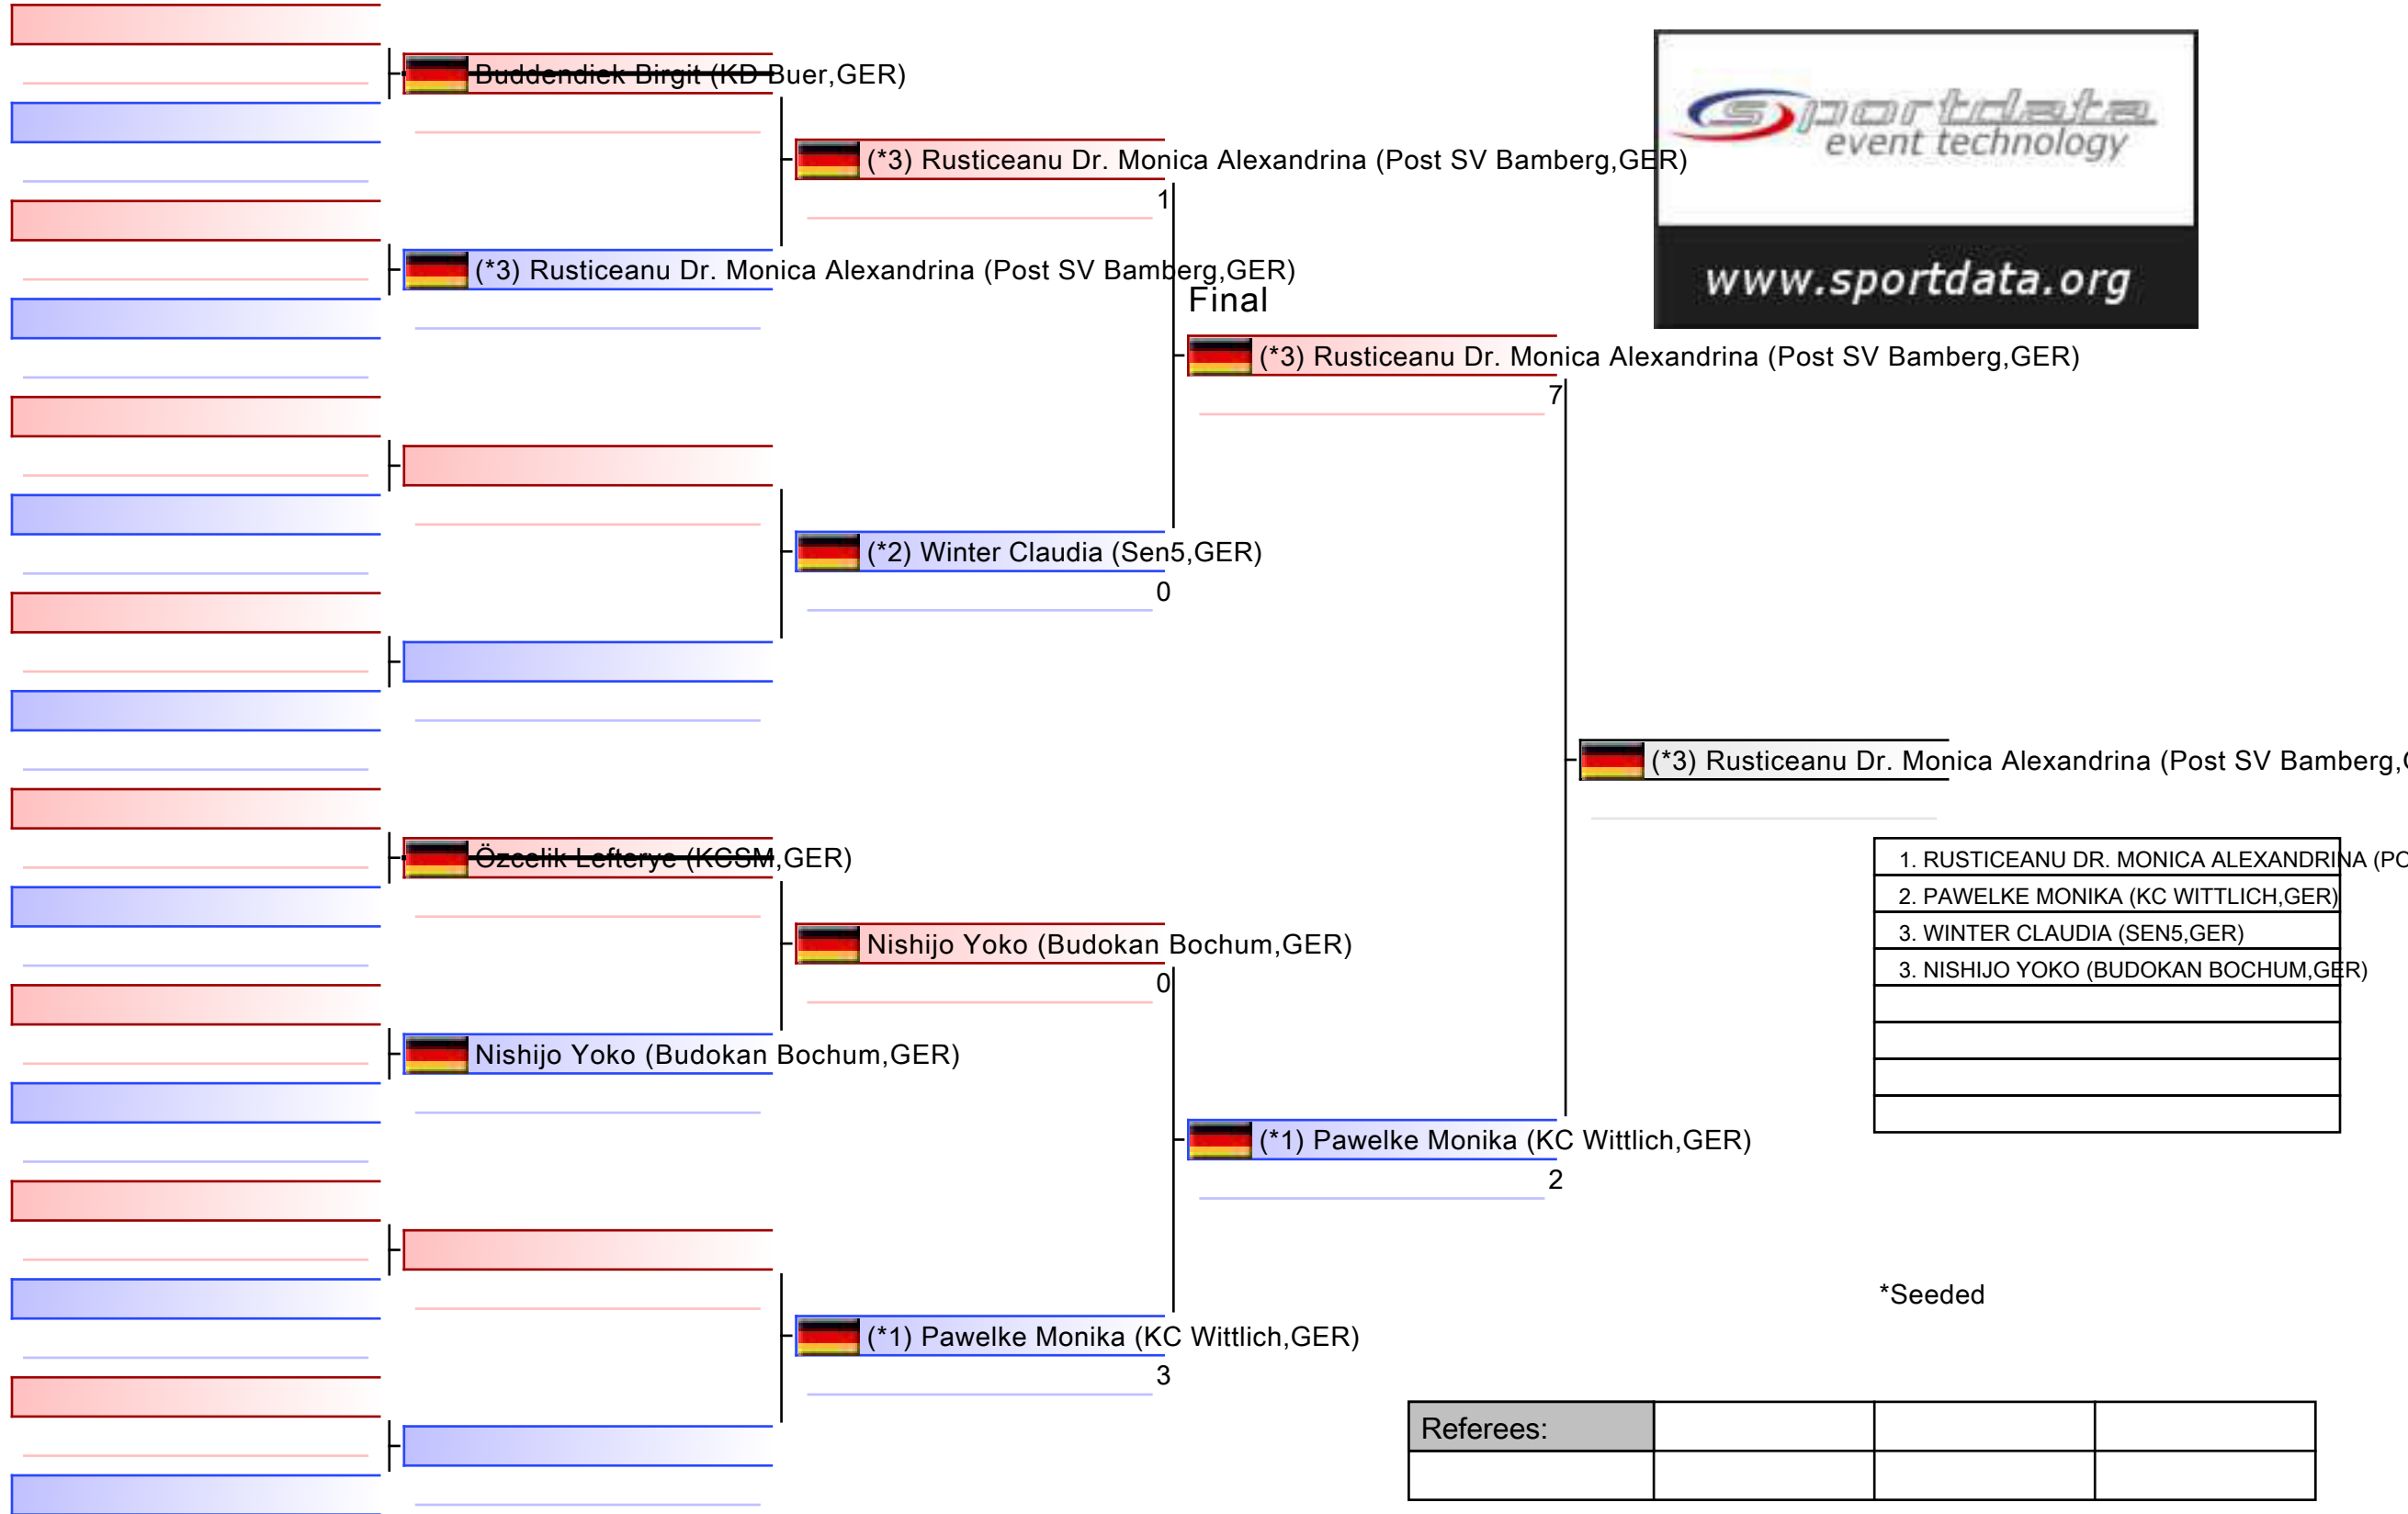 Buddendiek Birgit (KD Buer,GER)
(*3) Rusticeanu Dr. Monica Alexandrina (Post SV Bamberg,GER)
1
(*3) Rusticeanu Dr. Monica Alexandrina (Post SV Bamberg,GER)
Final
(*3) Rusticeanu Dr. Monica Alexandrina (Post SV Bamberg,GER)
7
(*2) Winter Claudia (Sen5,GER)
0
(*3) Rusticeanu Dr. Monica Alexandrina (Post SV Bamberg,
Özcelik Lefterye (KCSM,GER)
Nishijo Yoko (Budokan Bochum,GER)
0
Nishijo Yoko (Budokan Bochum,GER)
(*1) Pawelke Monika (KC Wittlich,GER)
2
(*1) Pawelke Monika (KC Wittlich,GER)
3
sportdata
event technology
www.sportdata.org
1. RUSTICEANU DR. MONICA ALEXANDRINA (PO
2. PAWELKE MONIKA (KC WITTLICH,GER)
3. WINTER CLAUDIA (SEN5,GER)
3. NISHIJO YOKO (BUDOKAN BOCHUM,GER)
*Seeded
Referees: